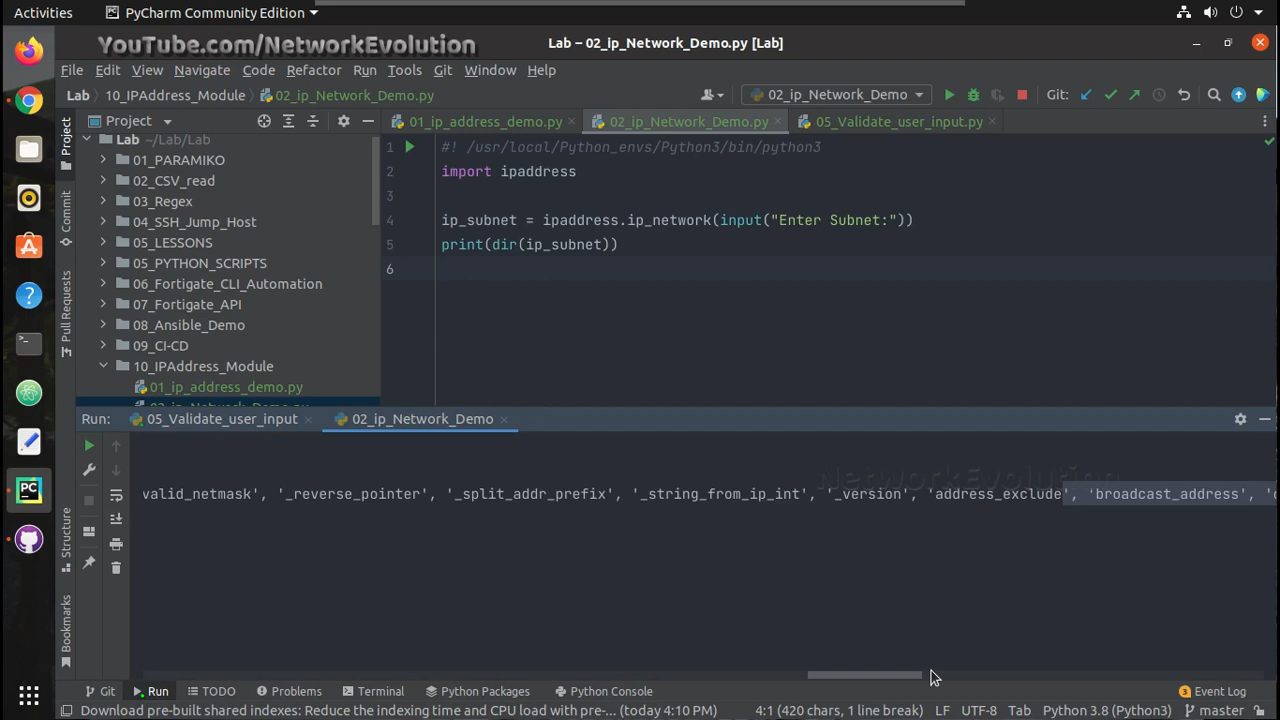 Activities PyCharm Community Edition
YouTube.com/NetworkEvolution
Lab – 02_ip_Network_Demo.py [Lab]
File Edit View Navigate Code Refactor Run Tools Git Window Help
Lab 10_IPAddress_Module 02_ip_Network_Demo.py 02_ip_Network_Demo Git:
Project 01_ip_address_demo.py 02_ip_Network_Demo.py 05_Validate_user_input.py
Project
Commit
Pull Requests
Structure
Bookmarks
Lab ~/Lab/Lab
01_PARAMIKO
02_CSV_read
03_Regex
04_SSH_Jump_Host
05_LESSONS
05_PYTHON_SCRIPTS
06_Fortigate_CLI_Automation
07_Fortigate_API
08_Ansible_Demo
09_CI-CD
10_IPAddress_Module
01_ip_address_demo.py
02_ip_Network_Demo.py
1 #! /usr/local/Python_envs/Python3/bin/python3
2 import ipaddress
3
4 ip_subnet = ipaddress.ip_network(input("Enter Subnet:"))
5 print(dir(ip_subnet))
6
Run: 05_Validate_user_input 02_ip_Network_Demo
NetworkEvolution
valid_netmask', '_reverse_pointer', '_split_addr_prefix', '_string_from_ip_int', '_version', 'address_exclude', 'broadcast_address', '
Git Run TODO Problems Terminal Python Packages Python Console 3 Event Log
Download pre-built shared indexes: Reduce the indexing time and CPU load with pre-... (today 4:10 PM) 4:1 (420 chars, 1 line break) LF UTF-8 Tab Python 3.8 (Python3) master